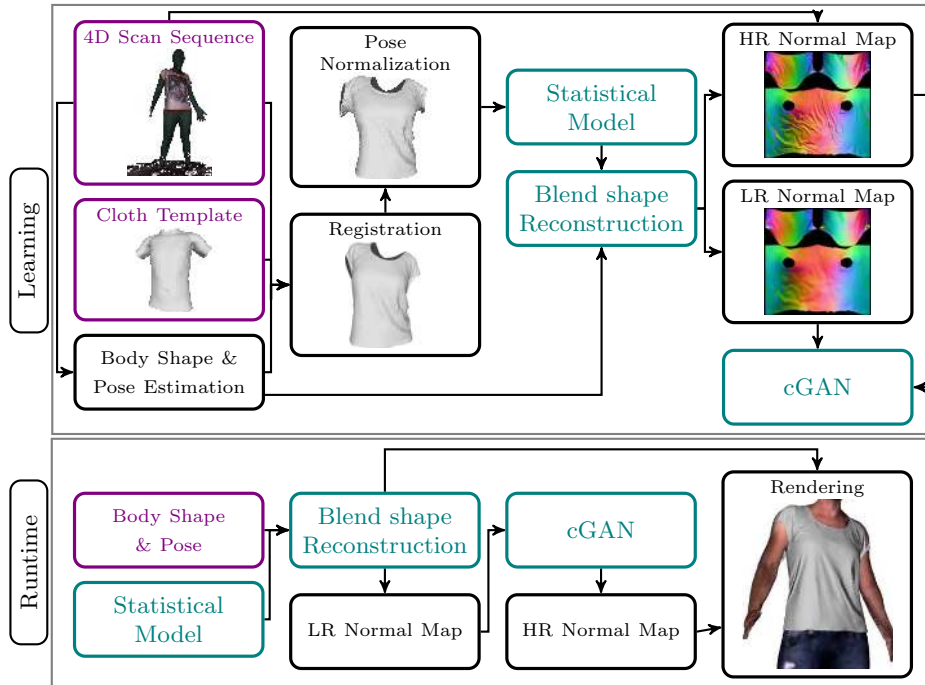 Learning
4D Scan Sequence
Cloth Template
Body Shape &
Pose Estimation
Pose
Normalization
Registration
Statistical
Model
Blend shape
Reconstruction
HR Normal Map
LR Normal Map
cGAN
Runtime
Body Shape
& Pose
Statistical
Model
Blend shape
Reconstruction
LR Normal Map
cGAN
HR Normal Map
Rendering